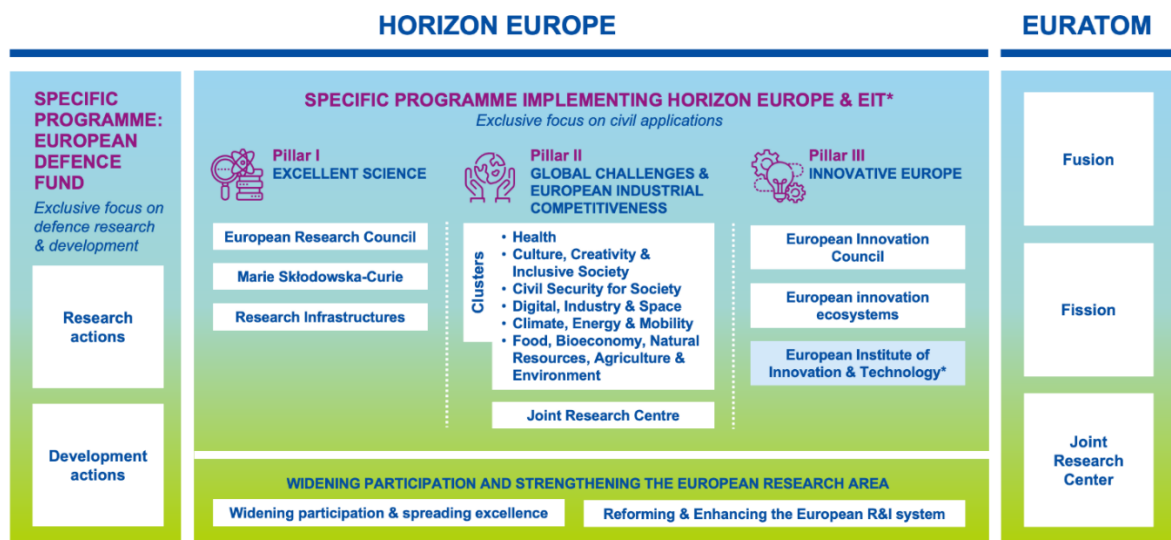 HORIZON EUROPE
EURATOM
SPECIFIC
PROGRAMME:
EUROPEAN
DEFENCE
FUND
Exclusive focus on
defence research
& development
Research
actions
Development
actions
SPECIFIC PROGRAMME IMPLEMENTING HORIZON EUROPE & EIT*
Exclusive focus on civil applications
Pillar I
EXCELLENT SCIENCE
European Research Council
Marie Skłodowska-Curie
Research Infrastructures
Pillar II
GLOBAL CHALLENGES &
EUROPEAN INDUSTRIAL
COMPETITIVENESS
Clusters
• Health
• Culture, Creativity &
Inclusive Society
• Civil Security for Society
• Digital, Industry & Space
• Climate, Energy & Mobility
• Food, Bioeconomy, Natural
Resources, Agriculture &
Environment
Joint Research Centre
Pillar III
INNOVATIVE EUROPE
European Innovation
Council
European innovation
ecosystems
European Institute of
Innovation & Technology*
WIDENING PARTICIPATION AND STRENGTHENING THE EUROPEAN RESEARCH AREA
Widening participation & spreading excellence
Reforming & Enhancing the European R&I system
Fusion
Fission
Joint
Research
Center